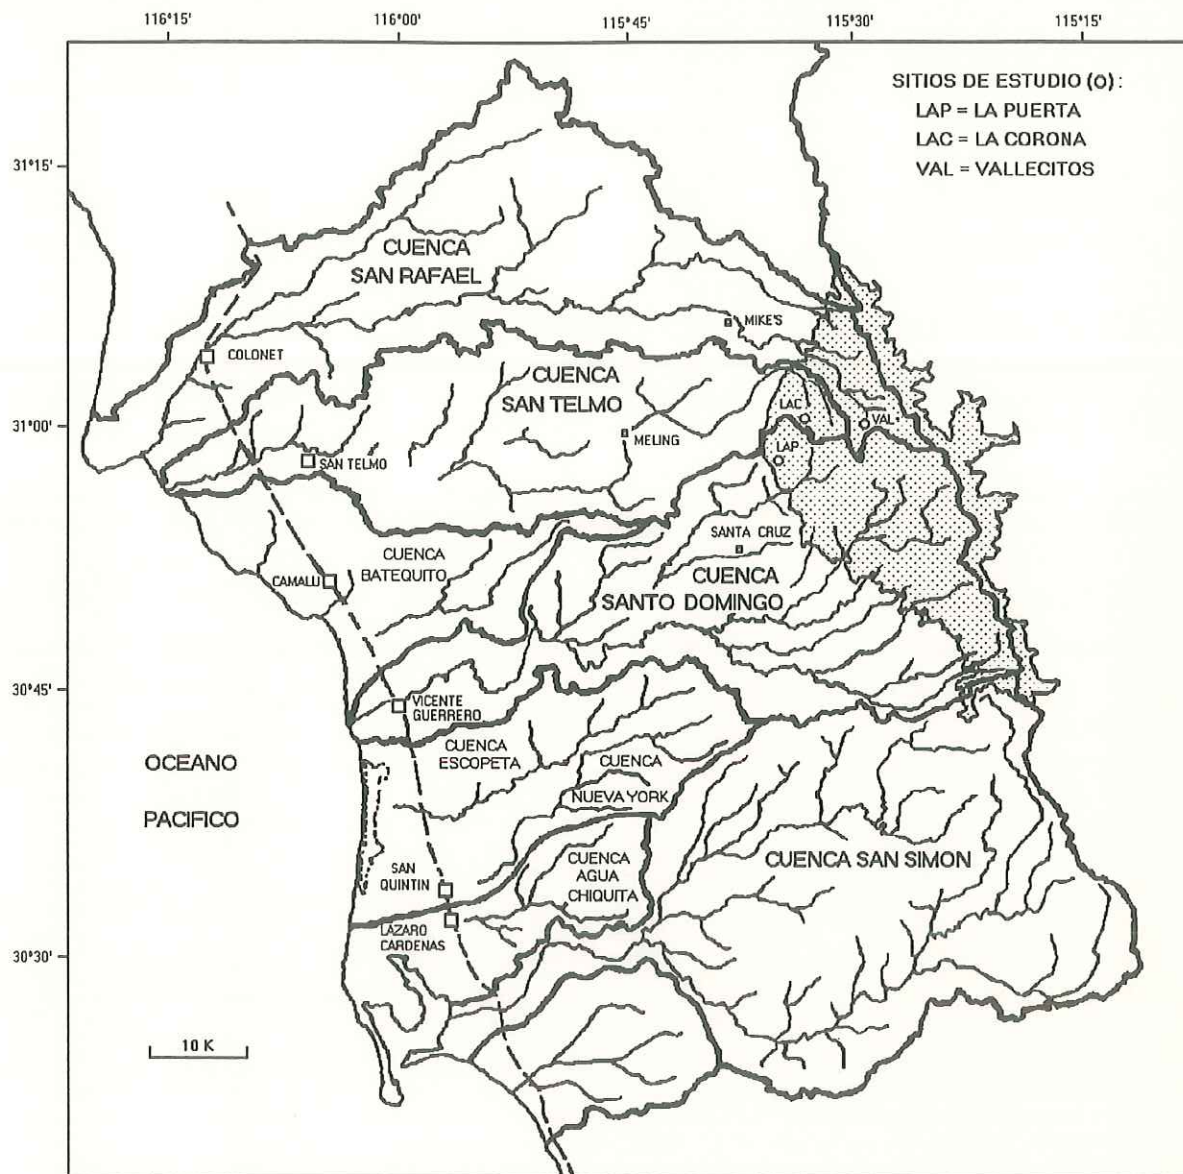 116°15'
116°00'
115°45'
115°30'
115°15'
SITIOS DE ESTUDIO (O):
LAP = LA PUERTA
LAC = LA CORONA
VAL = VALLECITOS
31°15'
CUENCA
SAN RAFAEL
MIKE'S
COLONET
CUENCA
SAN TELMO
LAC
VAL
31°00'
MELING
LAP
SAN TELMO
SANTA CRUZ
CUENCA
BATEQUITO
CAMALU
CUENCA
SANTO DOMINGO
30°45'
VICENTE
GUERRERO
CUENCA
ESCOPETA
CUENCA
NUEVA YORK
OCEANO
PACIFICO
CUENCA
AGUA
CHIQUITA
CUENCA SAN SIMON
SAN
QUINTIN
LAZARO
CARDENAS
30°30'
10 K